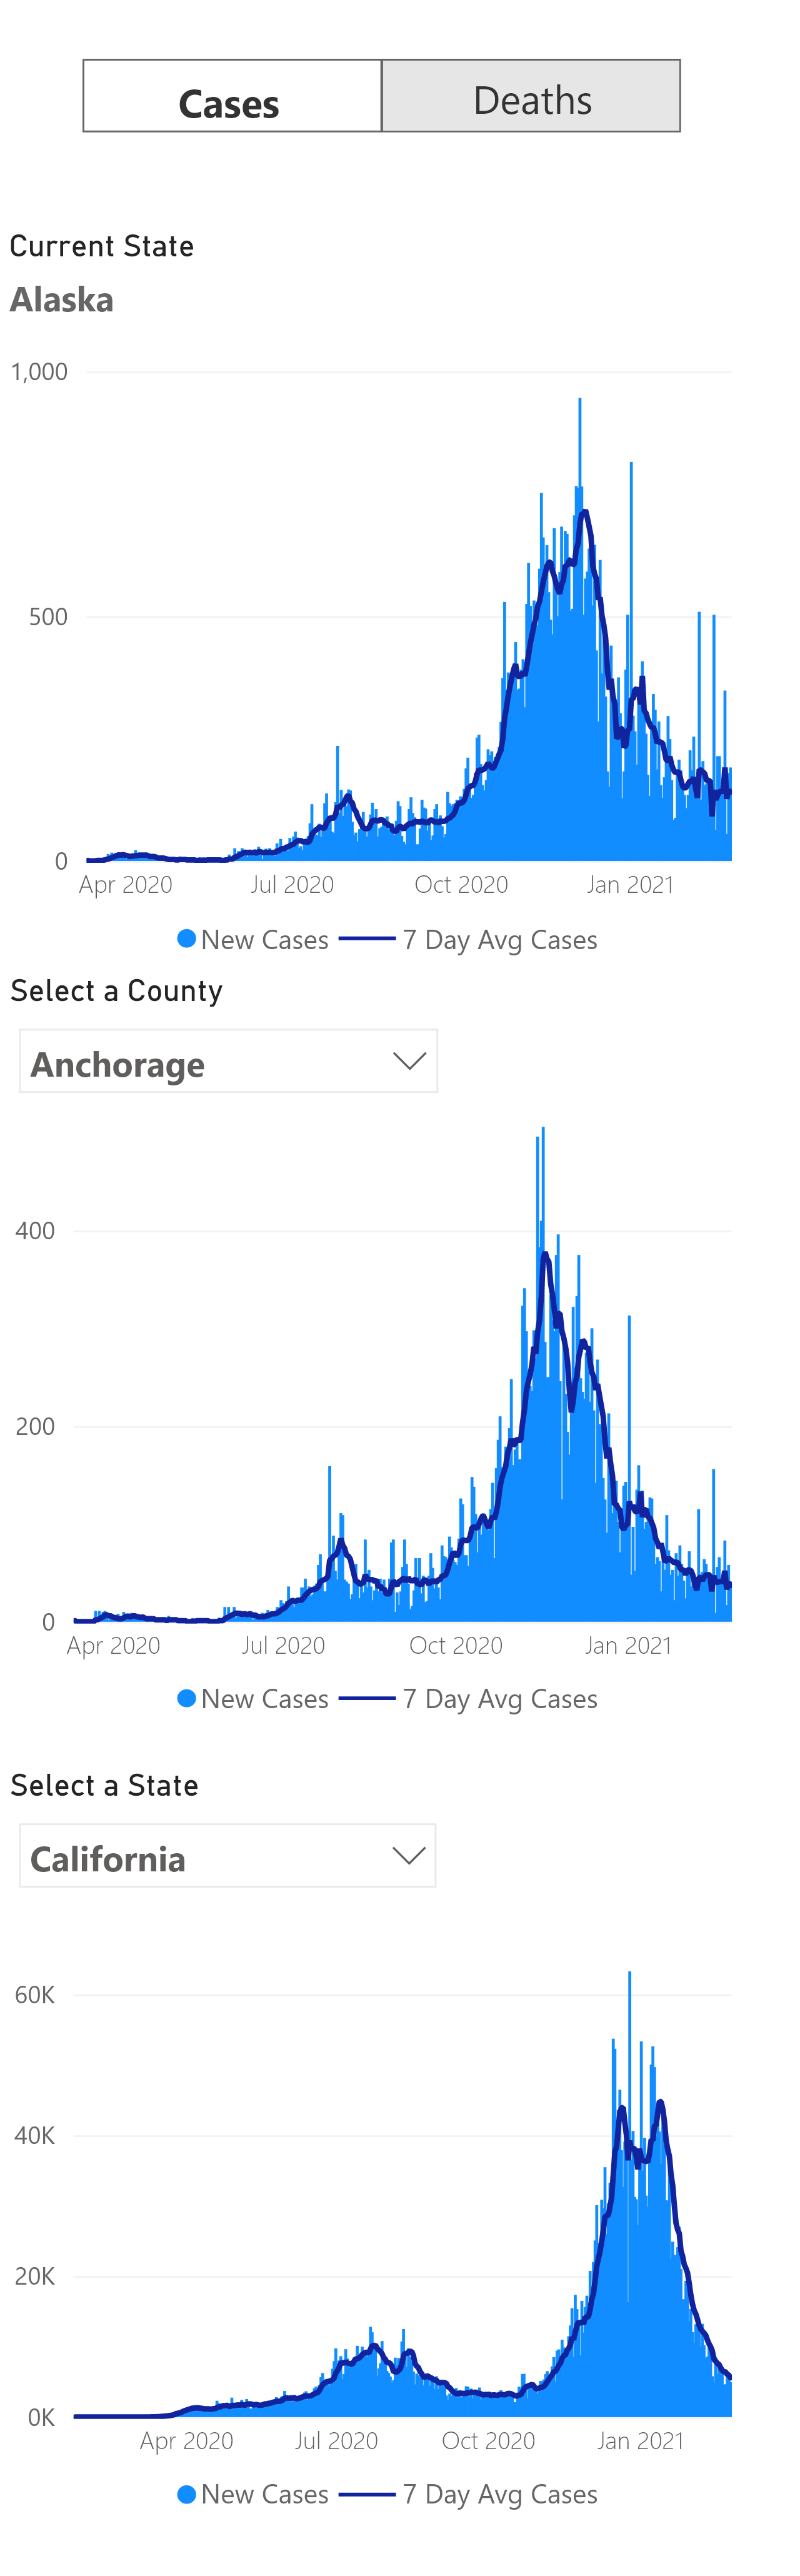 Cases Deaths
Current State
Alaska
1,000
500
0
Apr 2020 Jul 2020 Oct 2020 Jan 2021
New Cases 7 Day Avg Cases
Select a County
Anchorage
400
200
0
Apr 2020 Jul 2020 Oct 2020 Jan 2021
New Cases 7 Day Avg Cases
Select a State
California
60K
40K
20K
0K
Apr 2020 Jul 2020 Oct 2020 Jan 2021
New Cases 7 Day Avg Cases